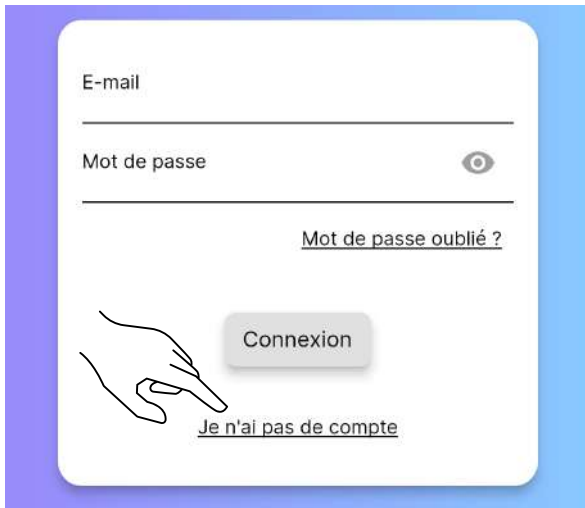 E-mail
Mot de passe
Mot de passe oublié ?
Connexion
Je n'ai pas de compte